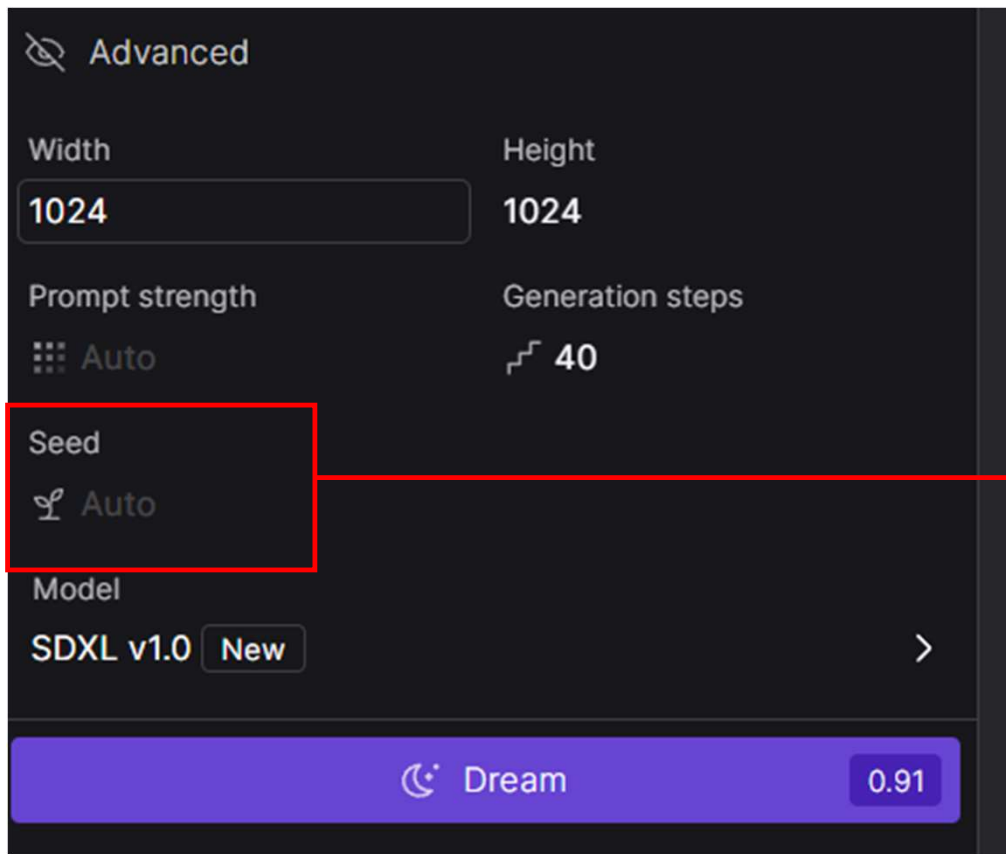 Advanced
Width Height
1024 1024
Prompt strength Generation steps
Auto 40
Seed
Auto
Model
SDXL v1.0 New
Dream 0.91